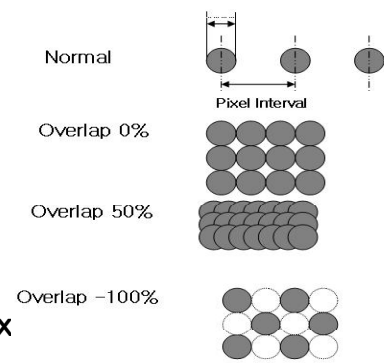 Normal
Pixel Interval
Overlap 0%
Overlap 50%
Overlap -100%
x